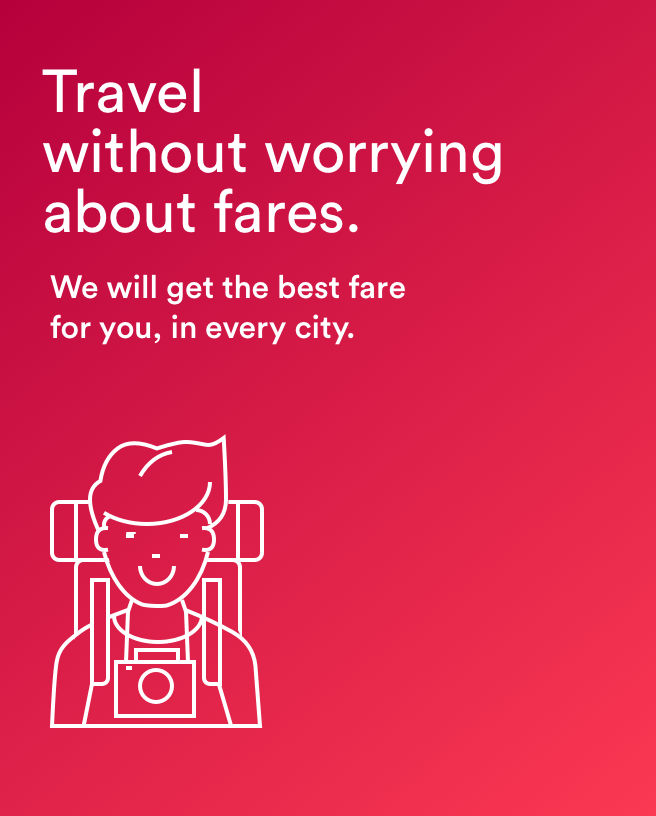 Travel
without worrying
about fares.
We will get the best fare
for you, in every city.